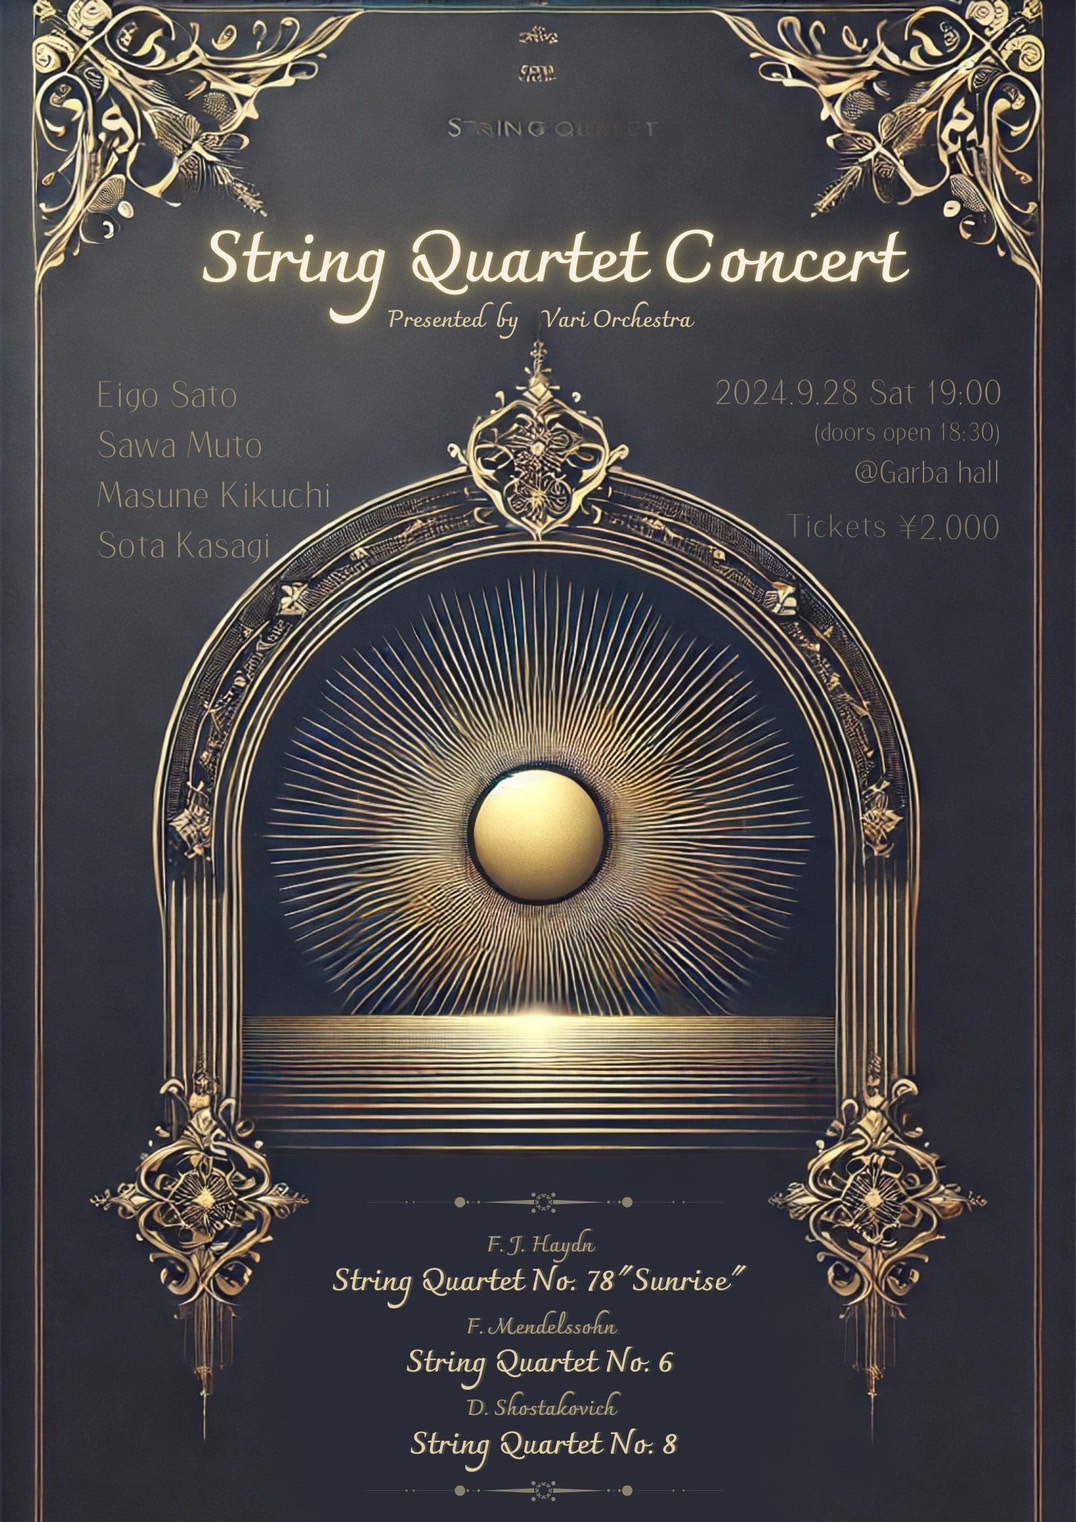 String Quartet Concert
Presented by Vari Orchestra
Eigo Sato
Sawa Muto
Masune Kikuchi
Sota Kasagi
2024.9.28 Sat 19:00
(doors open 18:30)
@Garba hall
Tickets ¥2,000
F. J. Haydn
String Quartet No. 78"Sunrise"
F. Mendelssohn
String Quartet No. 6
D. Shostakovich
String Quartet No. 8